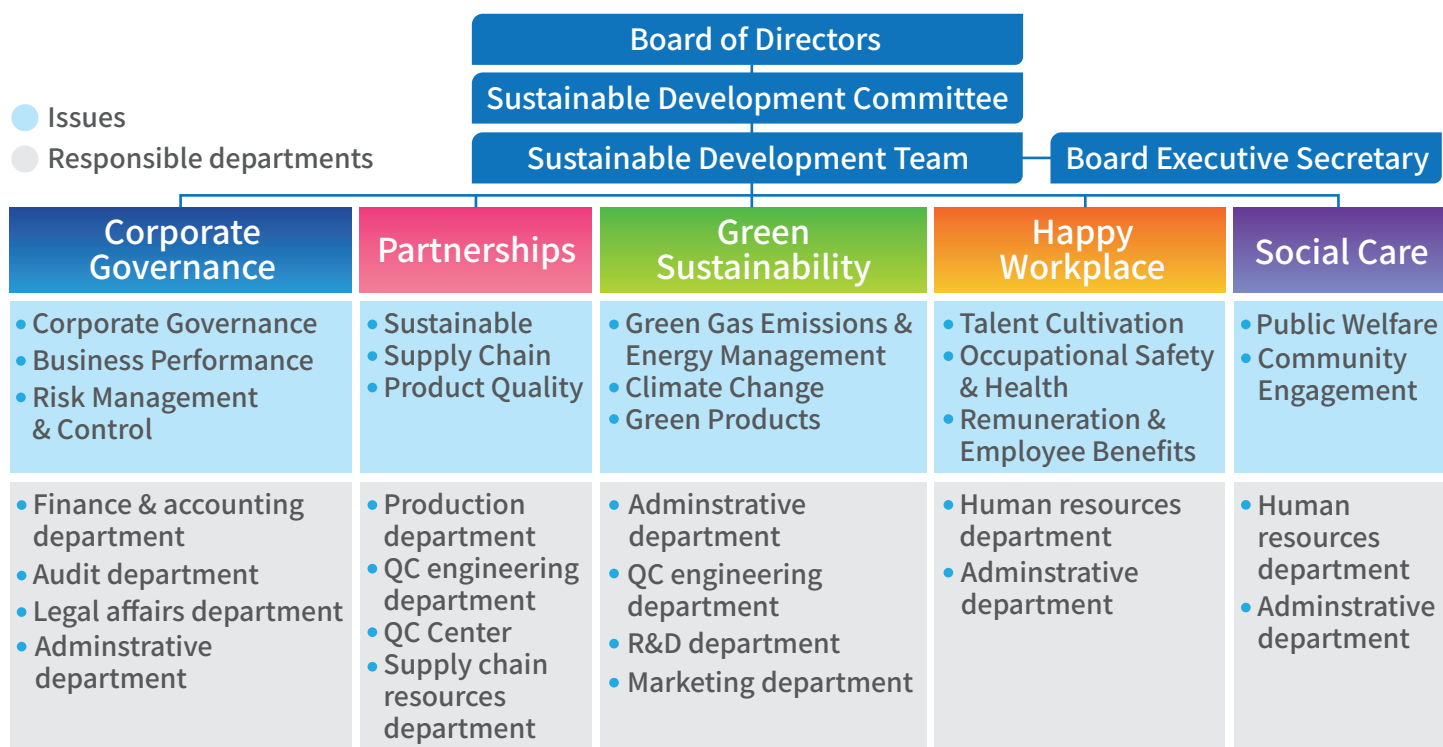 Board of Directors
Sustainable Development Committee
Issues
Responsible departments
Sustainable Development Team
Board Executive Secretary
Corporate
Governance
Partnerships
Green
Sustainability
Happy
Workplace
Social Care
• Corporate Governance
• Business Performance
• Risk Management
& Control
• Sustainable
• Supply Chain
• Product Quality
• Green Gas Emissions &
Energy Management
• Climate Change
• Green Products
• Talent Cultivation
• Occupational Safety
& Health
• Remuneration &
Employee Benefits
• Public Welfare
• Community
Engagement
• Finance & accounting
department
• Audit department
• Legal affairs department
• Adminstrative
department
• Production
department
• QC engineering
department
• QC Center
• Supply chain
resources
department
• Adminstrative
department
• QC engineering
department
• R&D department
• Marketing department
• Human resources
department
• Adminstrative
department
• Human
resources
department
• Adminstrative
department